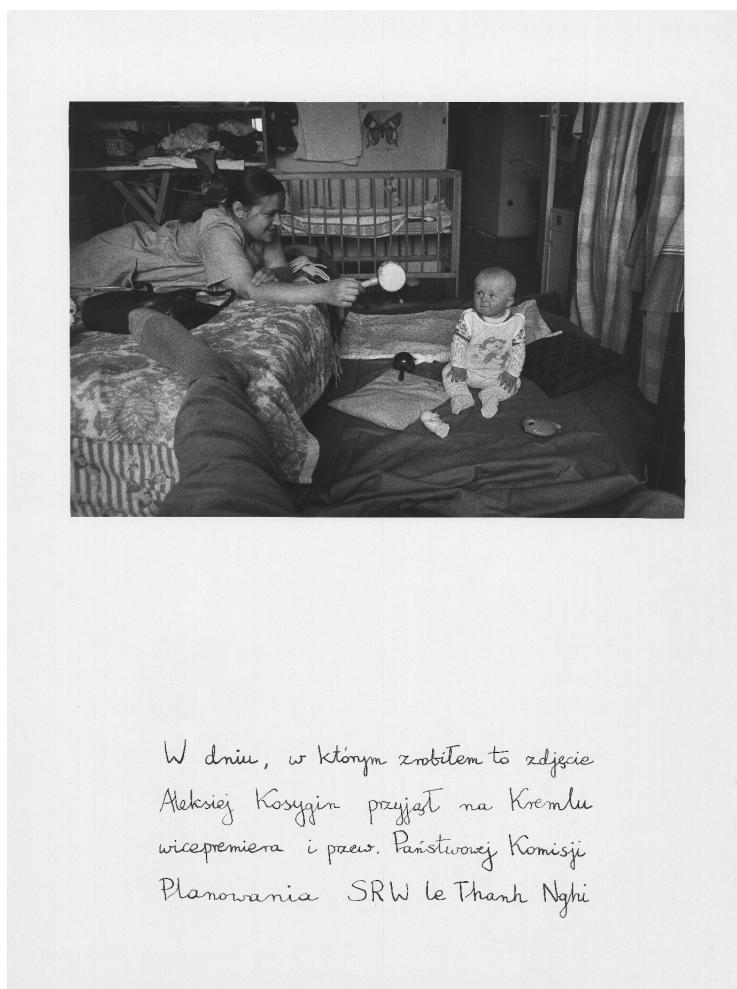 W dniu, w którym zrobiłem to zdjęcie
Aleksiej Kosygin przyjął na Kremlu
wicepremiera i przew. Państwowej Komisji
Planowania SRW Le Thanh Nghi